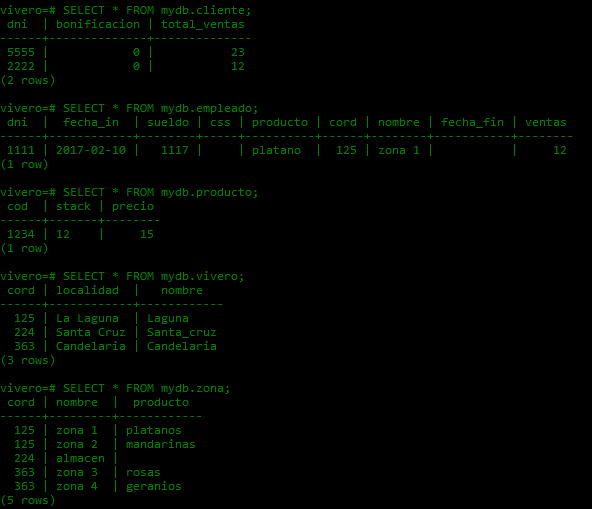 vivero=# SELECT * FROM mydb.cliente;
 dni  | bonificacion | total_ventas
------+--------------+--------------
 5555 |            0 |           23
 2222 |            0 |           12
(2 rows)

vivero=# SELECT * FROM mydb.empleado;
 dni  |  fecha_in  | sueldo | css | producto | cord | nombre | fecha_fin | ventas
------+------------+--------+-----+----------+------+--------+-----------+--------
 1111 | 2017-02-10 |   1117 |     | platano  |  125 | zona 1 |           |     12
(1 row)

vivero=# SELECT * FROM mydb.producto;
 cod  | stack | precio
------+-------+--------
 1234 | 12    |     15
(1 row)

vivero=# SELECT * FROM mydb.vivero;
 cord | localidad  |   nombre
------+------------+------------
  125 | La Laguna  | Laguna
  224 | Santa Cruz | Santa_cruz
  363 | Candelaria | Candelaria
(3 rows)

vivero=# SELECT * FROM mydb.zona;
 cord | nombre  |  producto
------+---------+------------
  125 | zona 1  | platanos
  125 | zona 2  | mandarinas
  224 | almacen |
  363 | zona 3  | rosas
  363 | zona 4  | geranios
(5 rows)